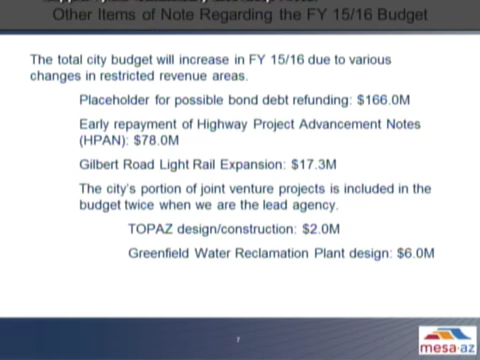 Other Items of Note Regarding the FY 15/16 Budget
The total city budget will increase in FY 15/16 due to various
changes in restricted revenue areas.
Placeholder for possible bond debt refunding: $166.0M
Early repayment of Highway Project Advancement Notes
(HPAN): $78.0M
Gilbert Road Light Rail Expansion: $17.3M
The city's portion of joint venture projects is included in the
budget twice when we are the lead agency.
TOPAZ design/construction: $2.0M
Greenfield Water Reclamation Plant design: $6.0M
7
mesa·az